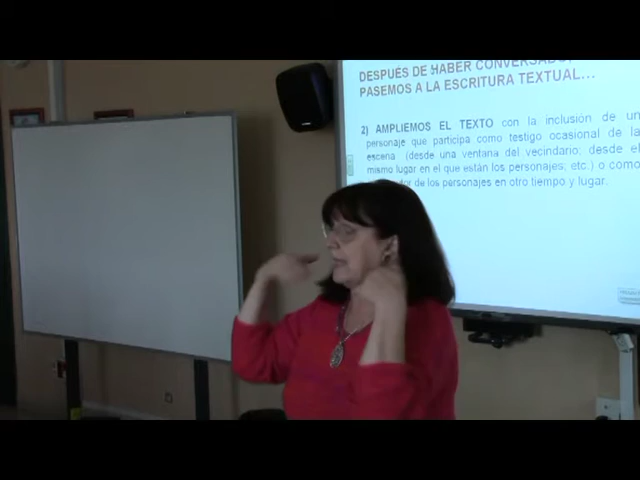 DESPUÉS DE HABER CONVERSADO
PASEMOS A LA ESCRITURA TEXTUAL...
2) AMPLIEMOS EL TEXTO con la inclusión de un
personaje que participa como testigo ocasional de la
escena (desde una ventana del vecindario; desde el
mismo lugar en el que están los personajes; etc.) o como
de los personajes en otro tiempo y lugar.